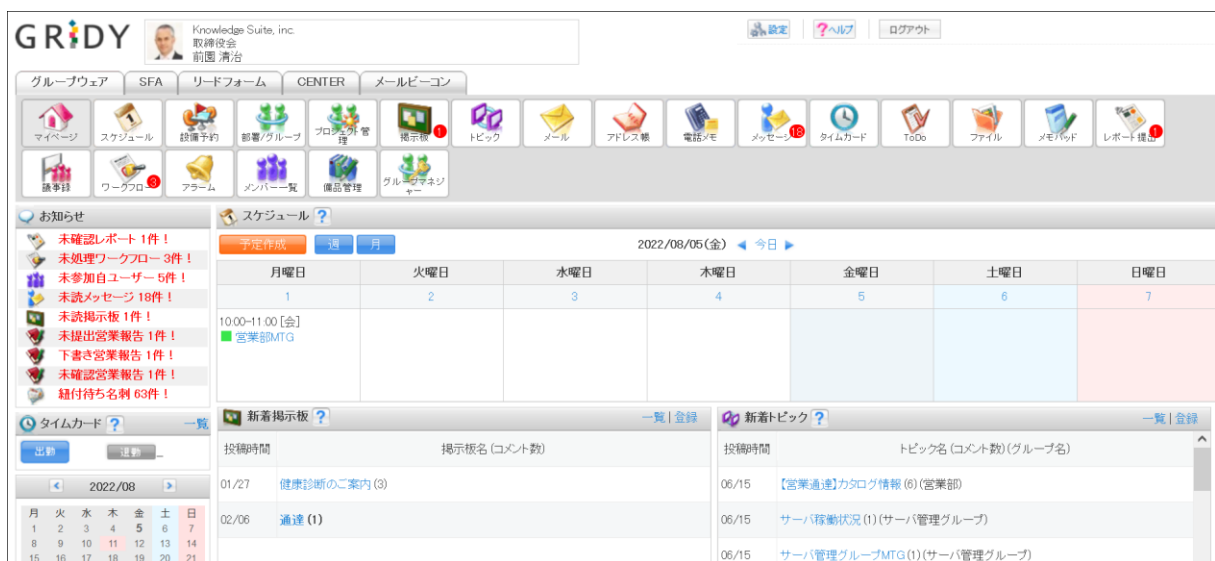 GRiDY
Knowledge Suite, inc.
取締役会
前園 清治
設定 ヘルプ ログアウト
グループウェア SFA リードフォーム CENTER メールビーコン
マイページ スケジュール 設備予約 部署/グループ プロジェクト管理 掲示板 1 トピック メール アドレス帳 電話メモ メッセージ 18 タイムカード ToDo ファイル メモパッド レポート提出 1
議事録 ワークフロー 3 アラーム メンバー一覧 備品管理 グループマネジャー
お知らせ
未確認レポート 1件！
未処理ワークフロー 3件！
未参加自ユーザー 5件！
未読メッセージ 18件！
未読掲示板 1件！
未提出営業報告 1件！
下書き営業報告 1件！
未確認営業報告 1件！
紐付待ち名刺 63件！
スケジュール ?
予定作成 週 月 2022/08/05(金) ◀ 今日 ▶
月曜日 火曜日 水曜日 木曜日 金曜日 土曜日 日曜日
1 2 3 4 5 6 7
10:00-11:00 [会]
営業部MTG
タイムカード ? 一覧
出勤 退勤 --
< 2022/08 >
月 火 水 木 金 土 日
1 2 3 4 5 6 7
8 9 10 11 12 13 14
15 16 17 18 19 20 21
新着掲示板 ? 一覧 | 登録
投稿時間 掲示板名 (コメント数)
01/27 健康診断のご案内 (3)
02/06 通達 (1)
新着トピック ? 一覧 | 登録
投稿時間 トピック名 (コメント数) (グループ名)
06/15 【営業通達】カタログ情報 (6) (営業部)
06/15 サーバ稼働状況 (1) (サーバ管理グループ)
06/15 サーバ管理グループMTG (1) (サーバ管理グループ)